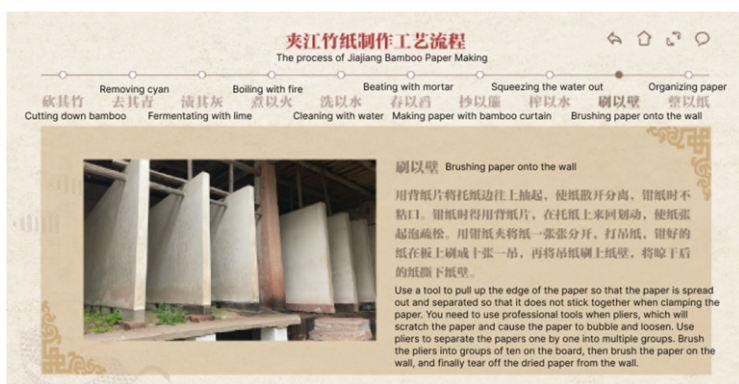 夹江竹纸制作工艺流程
The process of Jiajiang Bamboo Paper Making
Removing cyan
Boiling with fire
Beating with mortar
Squeezing the water out
Organizing paper
砍其竹 去其青 渍其灰 煮以火 洗以水 舂以臼 抄以簾 榨以水 刷以壁 整以纸
Cutting down bamboo
Fermentating with lime
Cleaning with water
Making paper with bamboo curtain
Brushing paper onto the wall
刷以壁 Brushing paper onto the wall
用背纸片将托纸边往上抽起，使纸散开分离，钳纸时不
粘口。钳纸时得用背纸片，在托纸上来回划动，使纸张
起泡疏松。用钳纸夹将纸一张张分开，打吊纸，钳好的
纸在板上刷成十张一吊，再将吊纸刷上纸壁，将晾干后
的纸撕下纸壁。
Use a tool to pull up the edge of the paper so that the paper is spread
out and separated so that it does not stick together when clamping the
paper. You need to use professional tools when pliers, which will
scratch the paper and cause the paper to bubble and loosen. Use
pliers to separate the papers one by one into multiple groups. Brush
the pliers into groups of ten on the board, then brush the paper on the
wall, and finally tear off the dried paper from the wall.